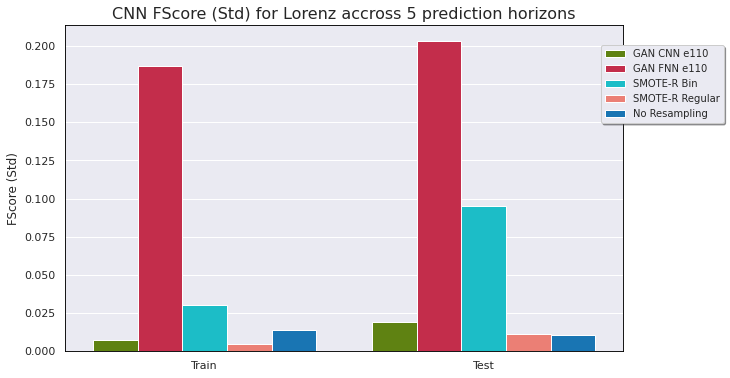 CNN FScore (Std) for Lorenz accross 5 prediction horizons
GAN CNN e110
GAN FNN e110
SMOTE-R Bin
SMOTE-R Regular
No Resampling
FScore (Std)
0.200
0.175
0.150
0.125
0.100
0.075
0.050
0.025
0.000
Train
Test